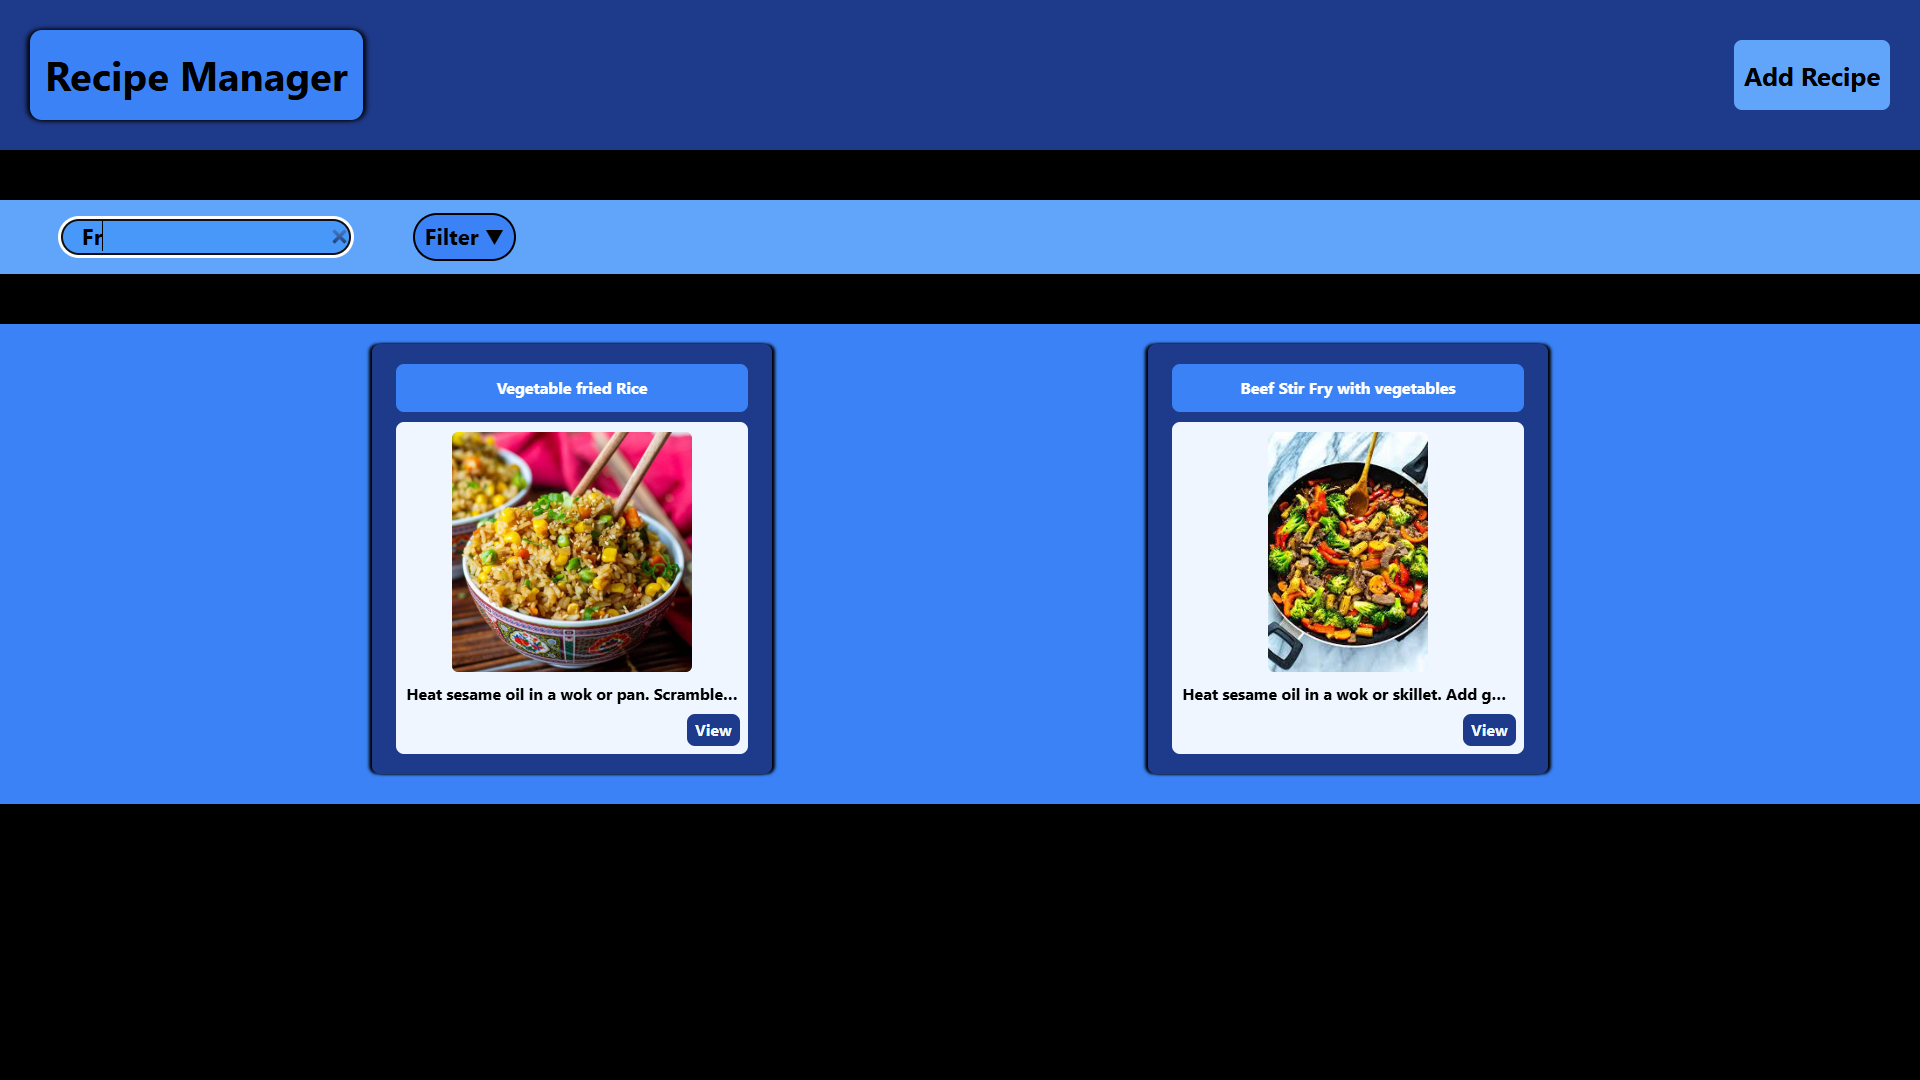 Recipe Manager
Add Recipe
Fr
Filter ▼
Vegetable fried Rice
Beef Stir Fry with vegetables
Heat sesame oil in a wok or pan. Scramble...
Heat sesame oil in a wok or skillet. Add g...
View
View